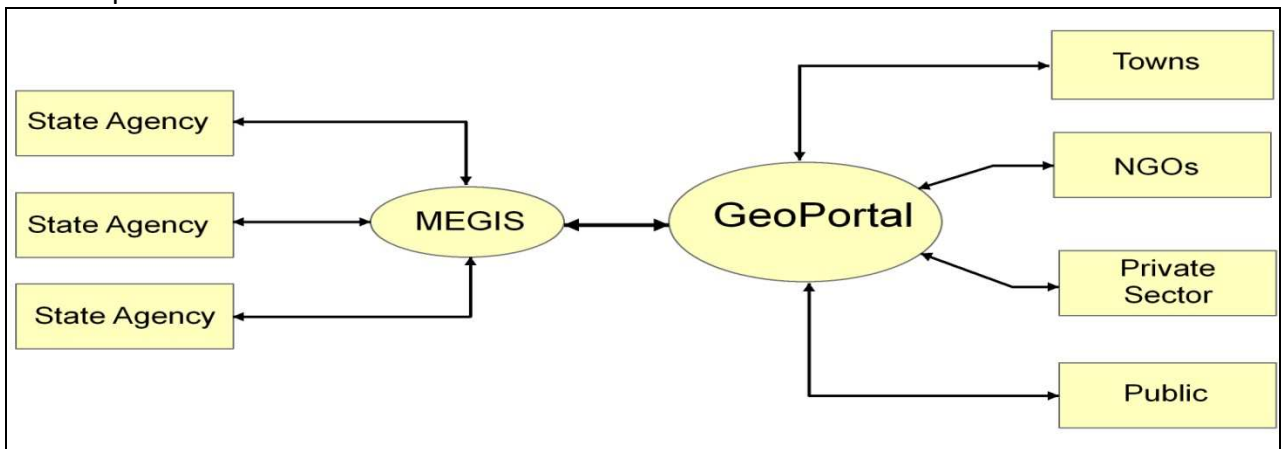 State Agency
State Agency
State Agency
MEGIS
GeoPortal
Towns
NGOs
Private
Sector
Public